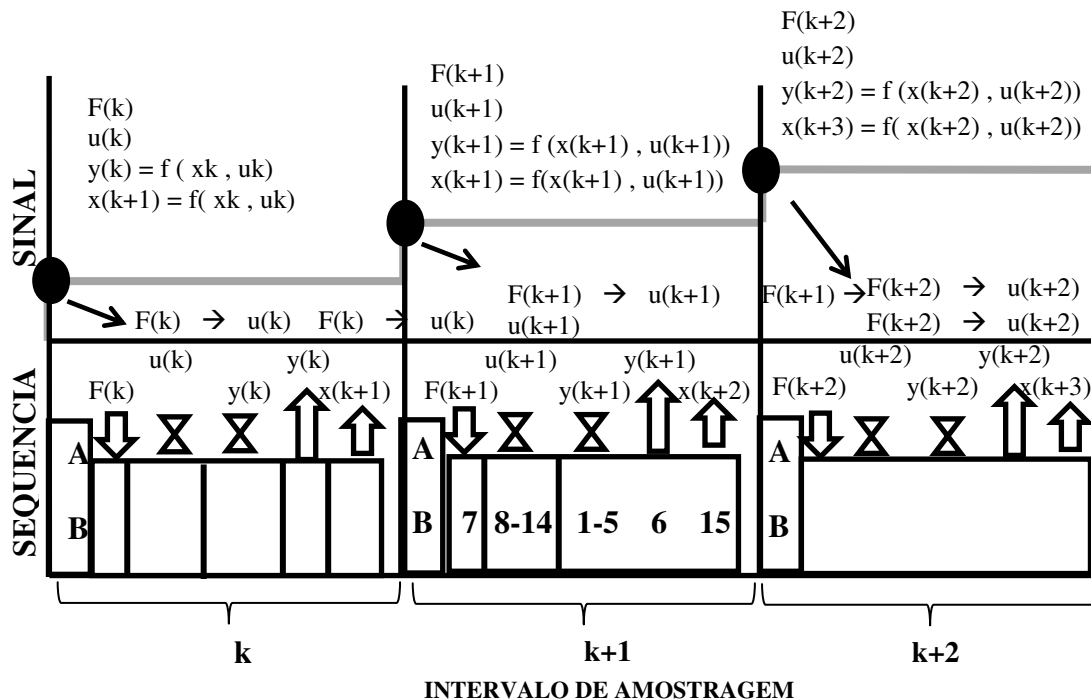 F(k)
u(k)
y(k) = f ( xk , uk)
x(k+1) = f( xk , uk)
F(k+1)
u(k+1)
y(k+1) = f (x(k+1) , u(k+1))
x(k+1) = f(x(k+1) , u(k+1))
F(k+2)
u(k+2)
y(k+2) = f (x(k+2) , u(k+2))
x(k+3) = f( x(k+2) , u(k+2))
SINAL
F(k) → u(k) F(k) → u(k)
F(k+1) → u(k+1)
u(k+1)
F(k+1) → F(k+2) → u(k+2)
F(k+2) → u(k+2)
SEQUENCIA
u(k) y(k)
F(k) y(k) x(k+1)
A
B
u(k+1) y(k+1)
F(k+1) y(k+1) x(k+2)
A
B 7 8-14 1-5 6 15
u(k+2) y(k+2)
F(k+2) y(k+2) x(k+3)
A
B
k k+1 k+2
INTERVALO DE AMOSTRAGEM